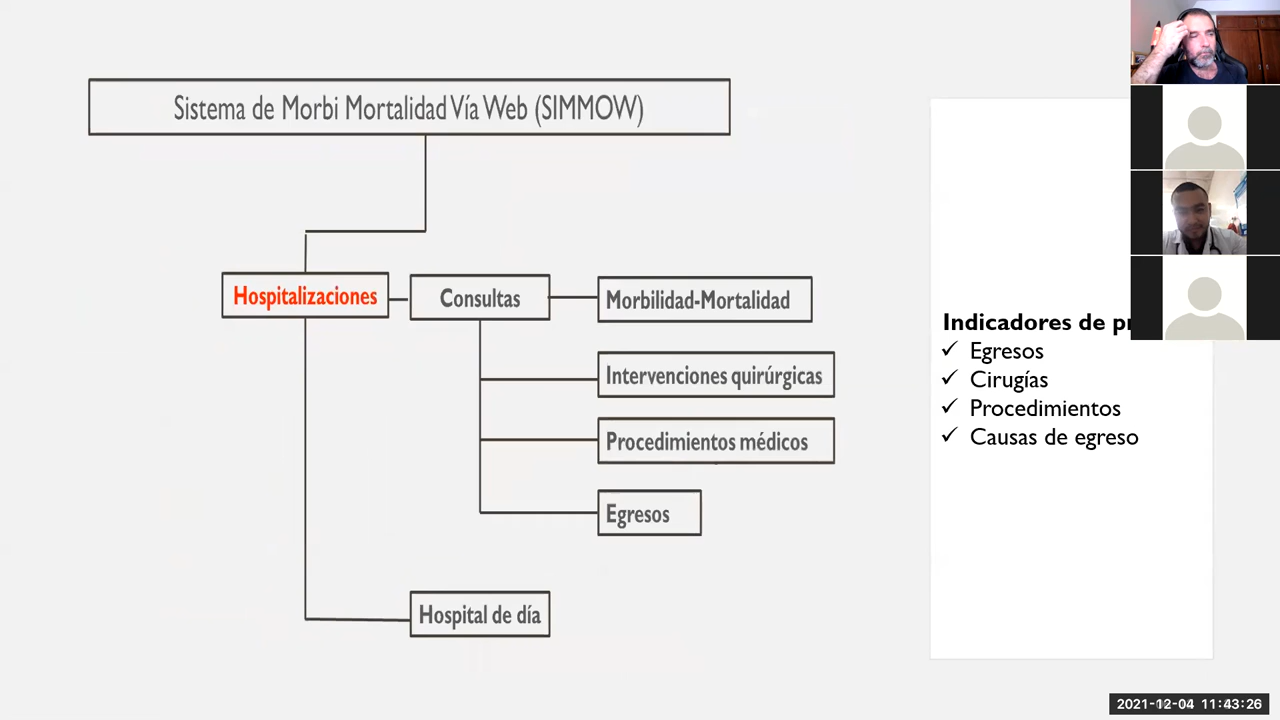 Sistema de Morbi Mortalidad Vía Web (SIMMOW)
Hospitalizaciones
Consultas
Morbilidad-Mortalidad
Intervenciones quirúrgicas
Procedimientos médicos
Egresos
Hospital de día
Indicadores de
✓ Egresos
✓ Cirugías
✓ Procedimientos
✓ Causas de egreso
2021-12-04 11:43:26